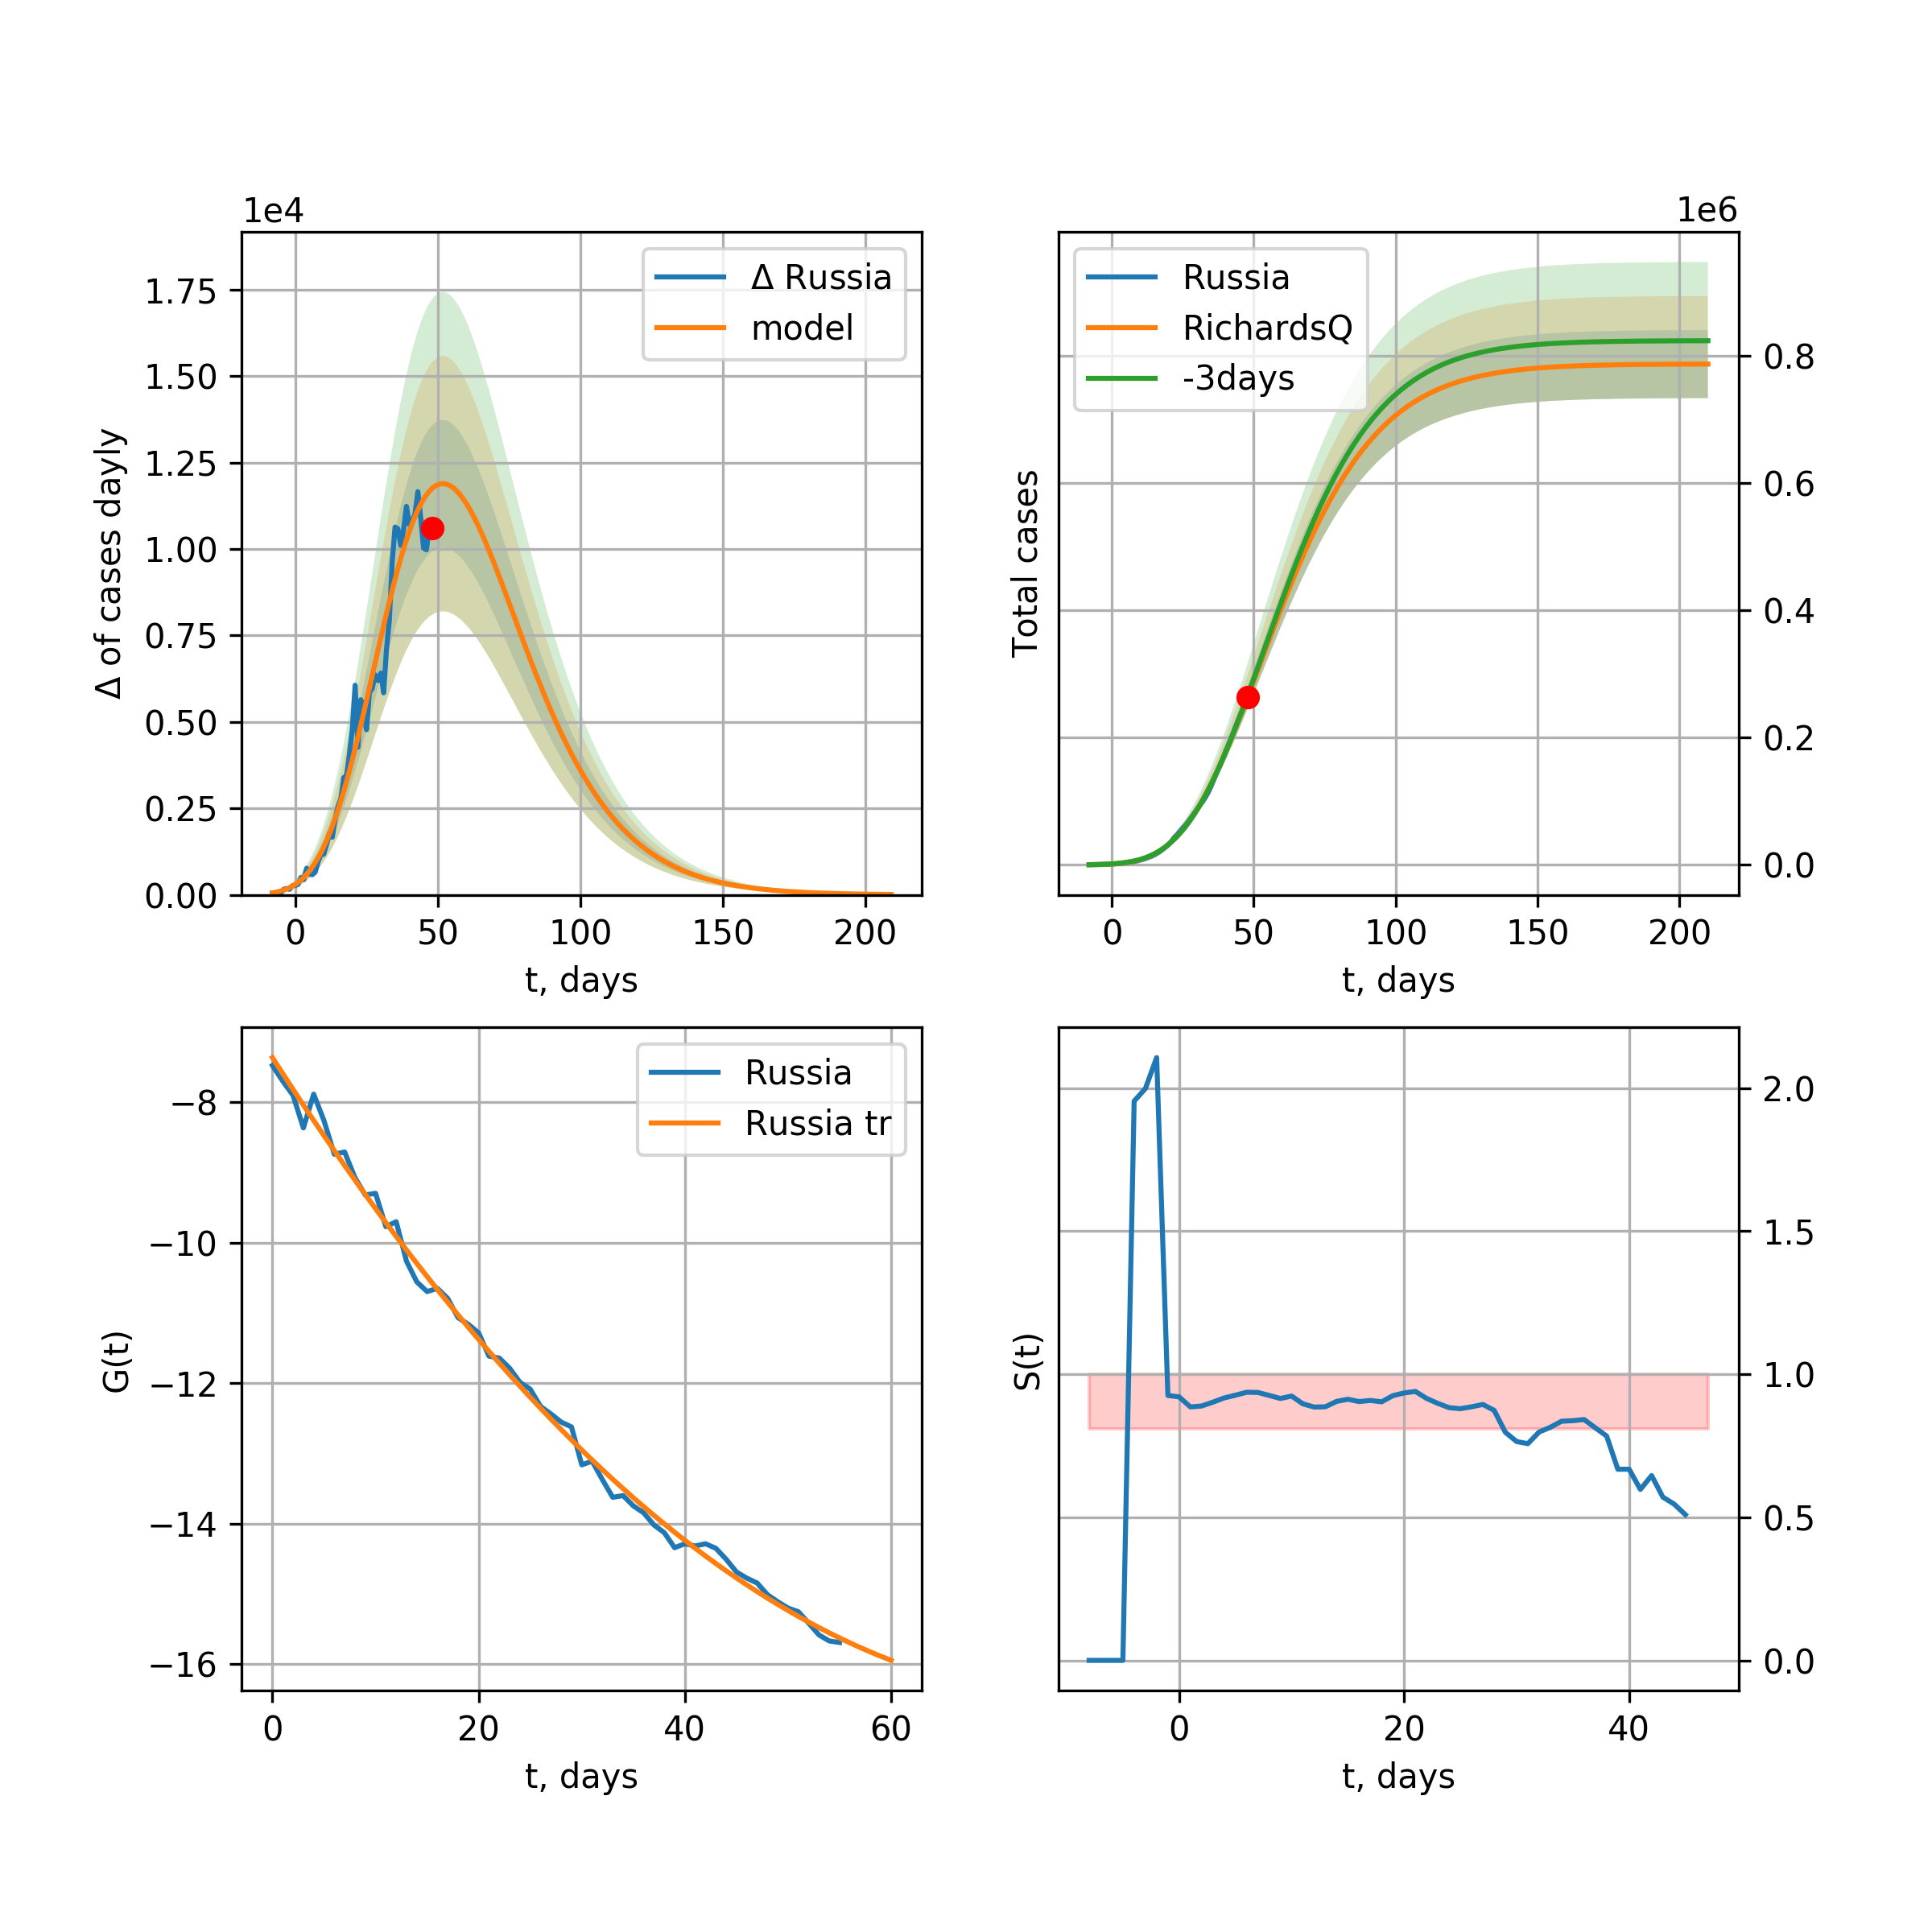 1e4
Δ of cases dayly
1.75
1.50
1.25
1.00
0.75
0.50
0.25
0.00
0 50 100 150 200
t, days
Δ Russia
model
1e6
Total cases
Russia
RichardsQ
-3days
0.8
0.6
0.4
0.2
0.0
0 50 100 150 200
t, days
G(t)
−8
−10
−12
−14
−16
0 20 40 60
t, days
Russia
Russia tr
S(t)
2.0
1.5
1.0
0.5
0.0
0 20 40
t, days